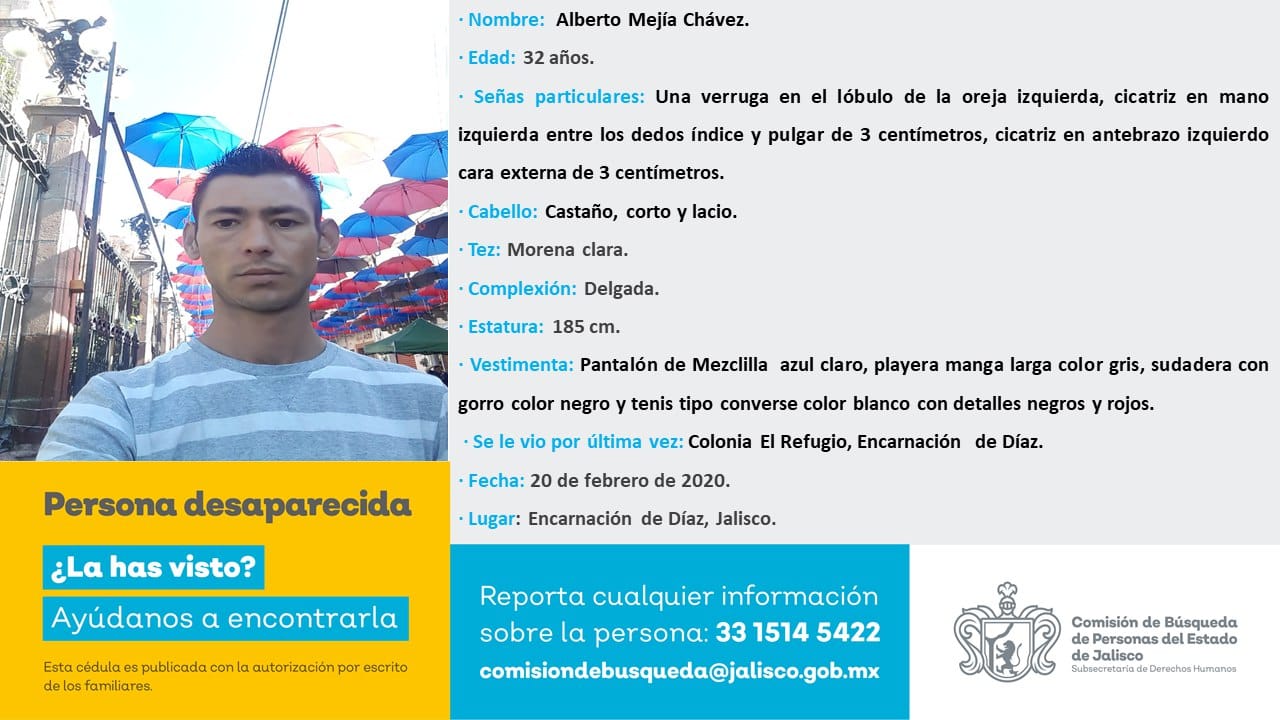 · Nombre: Alberto Mejía Chávez.
· Edad: 32 años.
· Señas particulares: Una verruga en el lóbulo de la oreja izquierda, cicatriz en mano
izquierda entre los dedos índice y pulgar de 3 centímetros, cicatriz en antebrazo izquierdo
cara externa de 3 centímetros.
· Cabello: Castaño, corto y lacio.
· Tez: Morena clara.
· Complexión: Delgada.
· Estatura: 185 cm.
· Vestimenta: Pantalón de Mezclilla azul claro, playera manga larga color gris, sudadera con
gorro color negro y tenis tipo converse color blanco con detalles negros y rojos.
· Se le vio por última vez: Colonia El Refugio, Encarnación de Díaz.
· Fecha: 20 de febrero de 2020.
· Lugar: Encarnación de Díaz, Jalisco.
Persona desaparecida
¿La has visto?
Ayúdanos a encontrarla
Esta cédula es publicada con la autorización por escrito
de los familiares.
Reporta cualquier información
sobre la persona: 33 1514 5422
comisiondebusqueda@jalisco.gob.mx
Comisión de Búsqueda
de Personas del Estado
de Jalisco
Subsecretaría de Derechos Humanos